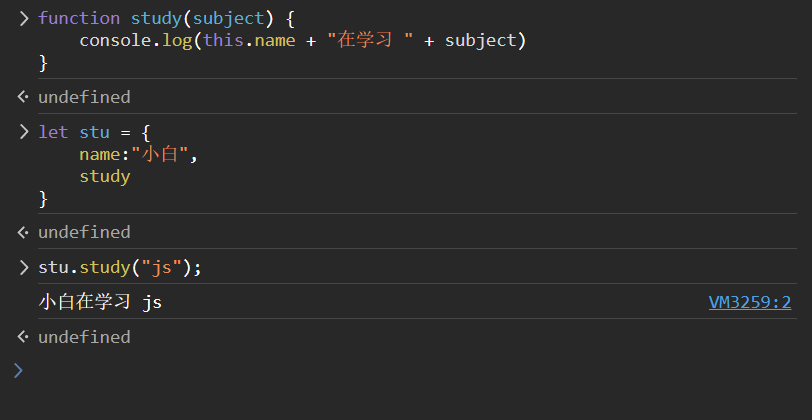 function study(subject) {
    console.log(this.name + "在学习 " + subject)
}
undefined
let stu = {
    name:"小白",
    study
}
undefined
stu.study("js");
小白在学习 js VM3259:2
undefined